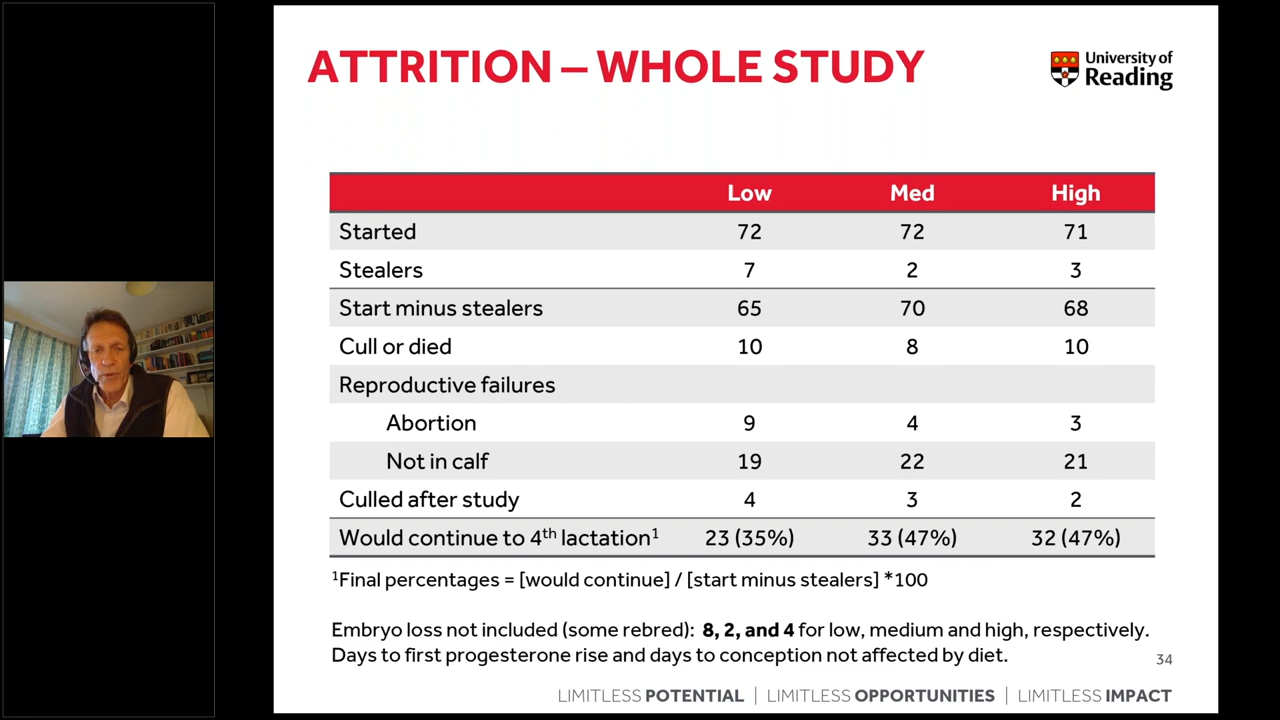 ATTRITION – WHOLE STUDY
University of
Reading
Low Med High
Started 72 72 71
Stealers 7 2 3
Start minus stealers 65 70 68
Cull or died 10 8 10
Reproductive failures
Abortion 9 4 3
Not in calf 19 22 21
Culled after study 4 3 2
Would continue to 4th lactation1 23 (35%) 33 (47%) 32 (47%)
1Final percentages = [would continue] / [start minus stealers] *100
Embryo loss not included (some rebred): 8, 2, and 4 for low, medium and high, respectively.
Days to first progesterone rise and days to conception not affected by diet.
34
LIMITLESS POTENTIAL | LIMITLESS OPPORTUNITIES | LIMITLESS IMPACT